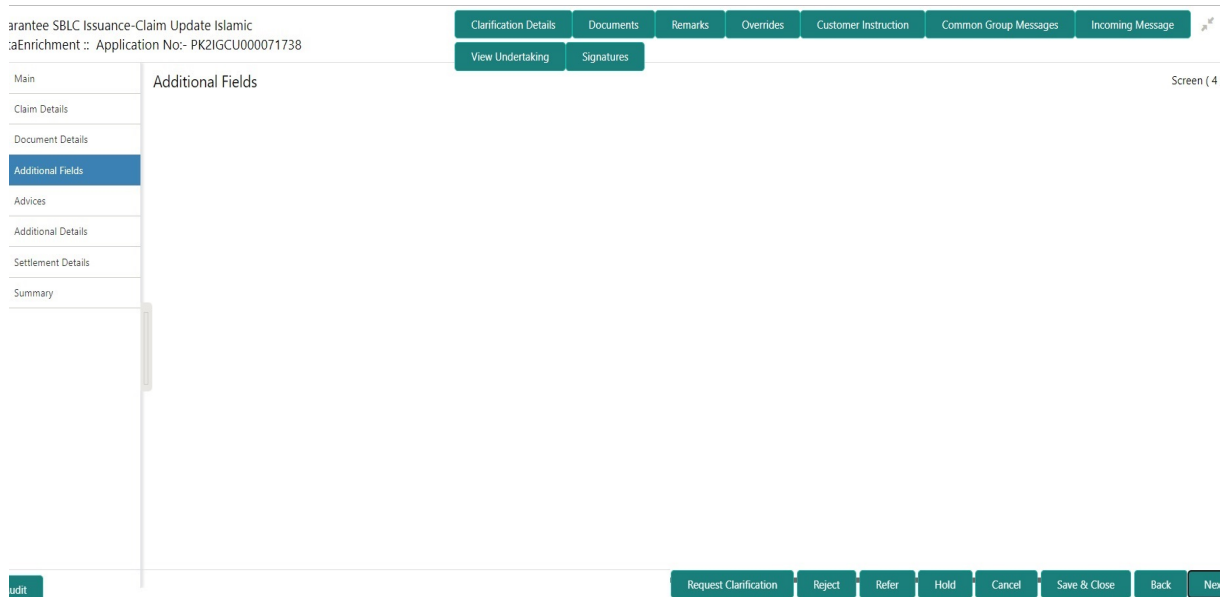 arantee SBLC Issuance-Claim Update Islamic
taEnrichment :: Application No:- PK2IGCU000071738
Clarification Details
Documents
Remarks
Overrides
Customer Instruction
Common Group Messages
Incoming Message
View Undertaking
Signatures
Main
Claim Details
Document Details
Additional Fields
Advices
Additional Details
Settlement Details
Summary
Additional Fields
Screen ( 4
udit
Request Clarification
Reject
Refer
Hold
Cancel
Save & Close
Back
Nex